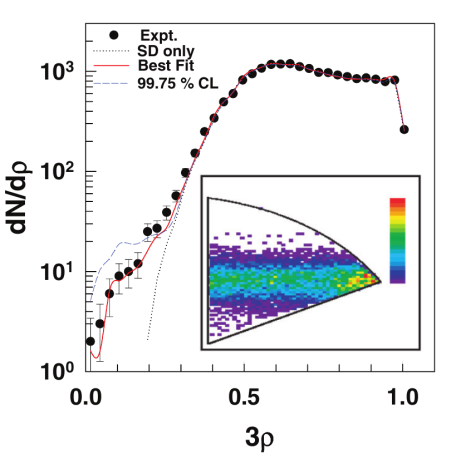 Expt.
SD only
Best Fit
99.75 % CL
dN/dρ
10³
10²
10¹
10⁰
0.0
0.5
1.0
3ρ